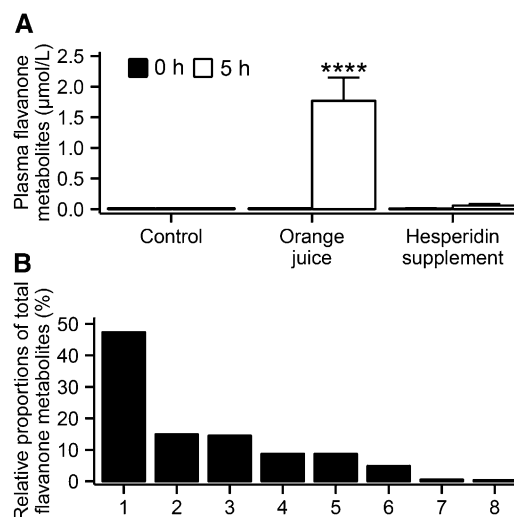 A
Plasma flavanone
metabolites (µmol/L)
2.5
2.0
1.5
1.0
0.5
0.0
0 h
5 h
****
Control
Orange
juice
Hesperidin
supplement
B
Relative proportions of total
flavanone metabolites (%)
50
40
30
20
10
0
1 2 3 4 5 6 7 8